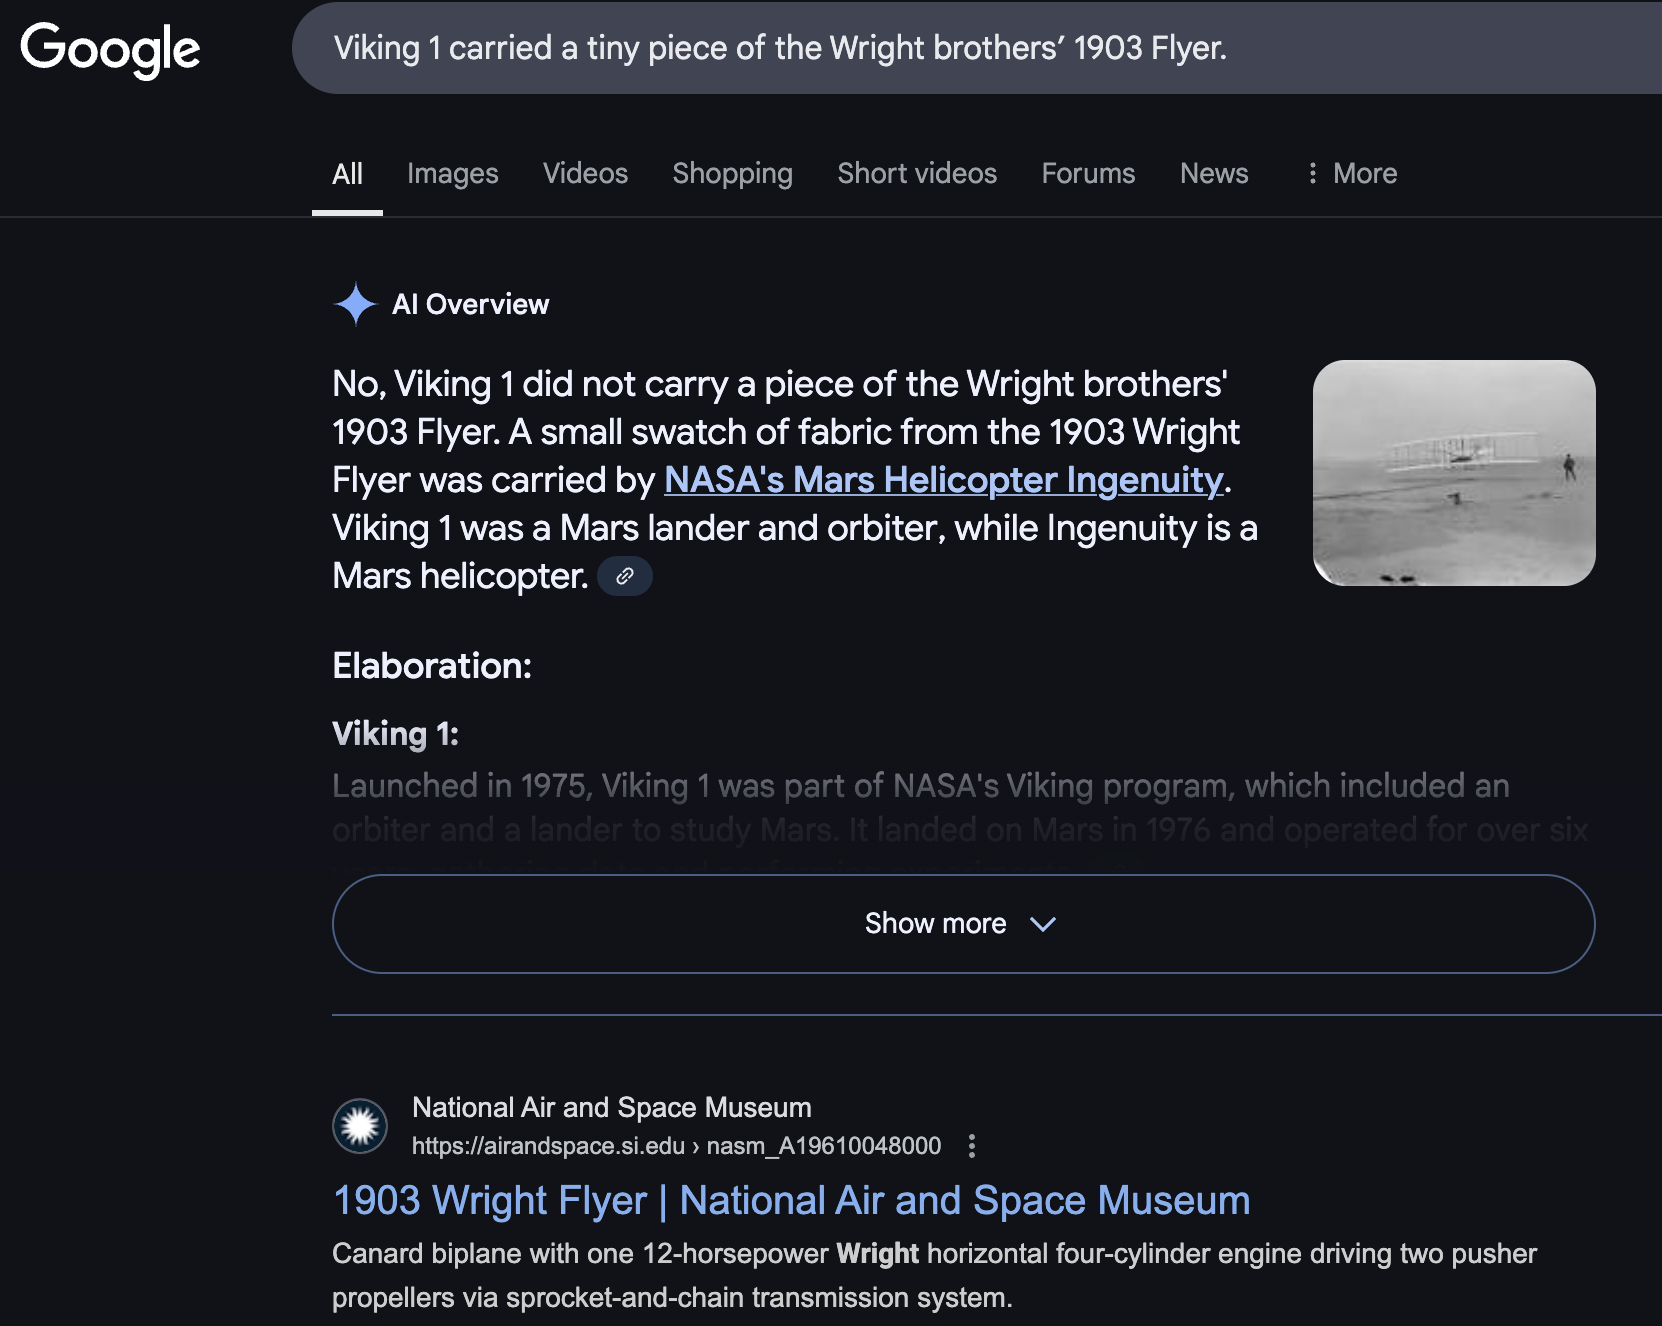 Google
Viking 1 carried a tiny piece of the Wright brothers’ 1903 Flyer.
All Images Videos Shopping Short videos Forums News More
AI Overview
No, Viking 1 did not carry a piece of the Wright brothers'
1903 Flyer. A small swatch of fabric from the 1903 Wright
Flyer was carried by NASA's Mars Helicopter Ingenuity.
Viking 1 was a Mars lander and orbiter, while Ingenuity is a
Mars helicopter.
Elaboration:
Viking 1:
Launched in 1975, Viking 1 was part of NASA's Viking program, which included an
orbiter and a lander to study Mars. It landed on Mars in 1976 and operated for over six
Show more
National Air and Space Museum
https://airandspace.si.edu › nasm_A19610048000
1903 Wright Flyer | National Air and Space Museum
Canard biplane with one 12-horsepower Wright horizontal four-cylinder engine driving two pusher
propellers via sprocket-and-chain transmission system.